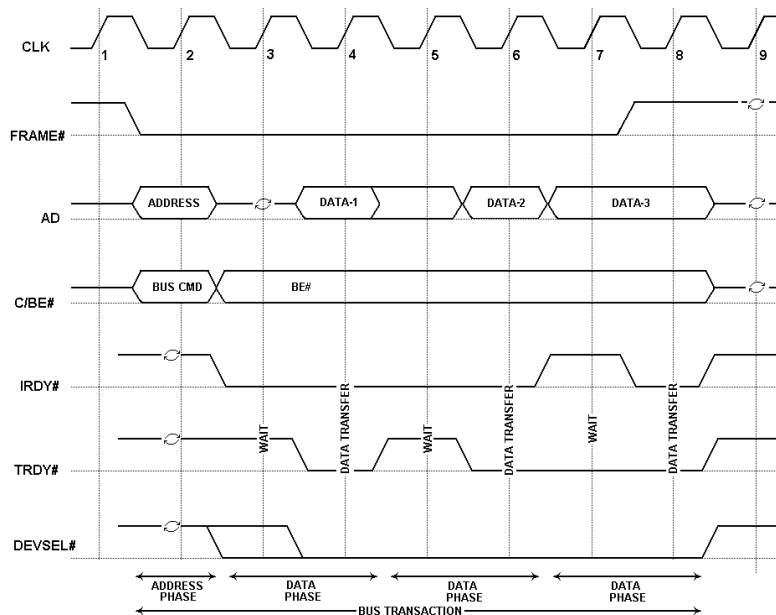 CLK
1 2 3 4 5 6 7 8 9
FRAME#
AD
ADDRESS DATA-1 DATA-2 DATA-3
C/BE#
BUS CMD BE#
IRDY#
TRDY#
WAIT
DATA TRANSFER
WAIT
DATA TRANSFER
WAIT
DATA TRANSFER
DEVSEL#
ADDRESS
PHASE
DATA
PHASE
DATA
PHASE
DATA
PHASE
BUS TRANSACTION